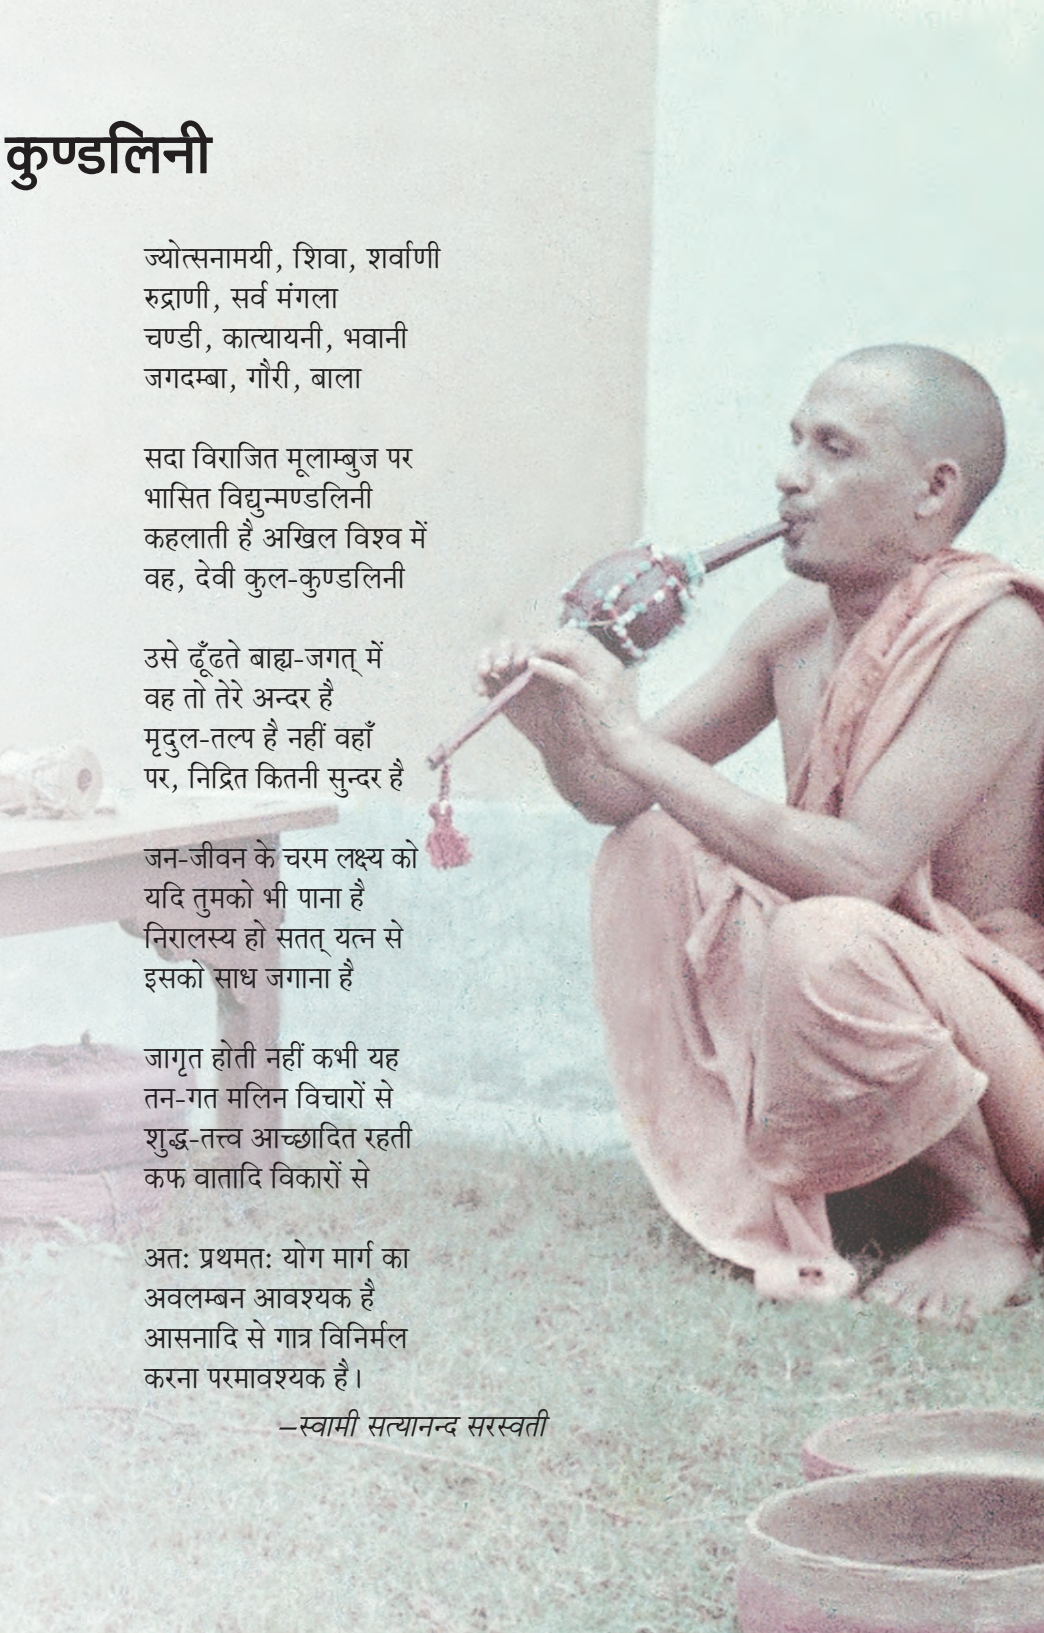 कुण्डलिनी
ज्योत्सनामयी, शिवा, शर्वाणी
रुद्राणी, सर्व मंगला
चण्डी, कात्यायनी, भवानी
जगदम्बा, गौरी, बाला
सदा विराजित मूलाम्बुज पर
भासित विद्युन्मण्डलिनी
कहलाती है अखिल विश्व में
वह, देवी कुल-कुण्डलिनी
उसे ढूँढते बाह्य-जगत् में
वह तो तेरे अन्दर है
मृदुल-तल्प है नहीं वहाँ
पर, निद्रित कितनी सुन्दर है
जन-जीवन के चरम लक्ष्य को
यदि तुमको भी पाना है
निरालस्य हो सतत् यत्न से
इसको साध जगाना है
जागृत होती नहीं कभी यह
तन-गत मलिन विचारों से
शुद्ध-तत्त्व आच्छादित रहती
कफ वातादि विकारों से
अतः प्रथमतः योग मार्ग का
अवलम्बन आवश्यक है
आसनादि से गात्र विनिर्मल
करना परमावश्यक है।
–स्वामी सत्यानन्द सरस्वती